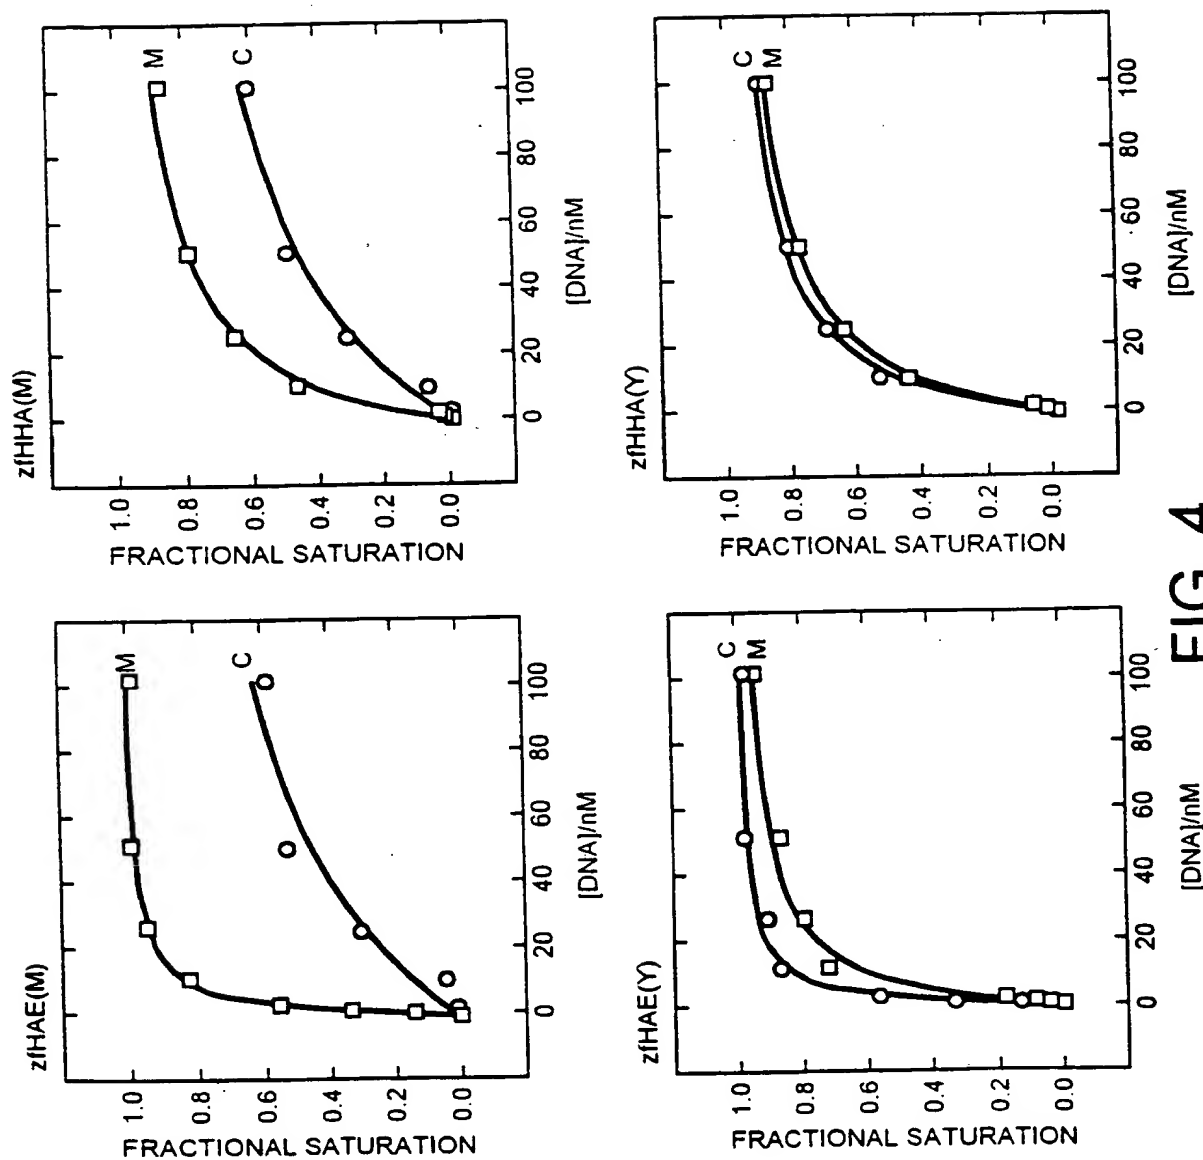 zfHAE(M)
FRACTIONAL SATURATION
1.0
0.8
0.6
0.4
0.2
0.0
M
C
0 20 40 60 80 100
[DNA]/nM
zfHHA(M)
FRACTIONAL SATURATION
1.0
0.8
0.6
0.4
0.2
0.0
M
C
0 20 40 60 80 100
[DNA]/nM
zfHAE(Y)
FRACTIONAL SATURATION
1.0
0.8
0.6
0.4
0.2
0.0
C
M
0 20 40 60 80 100
[DNA]/nM
zfHHA(Y)
FRACTIONAL SATURATION
1.0
0.8
0.6
0.4
0.2
0.0
C
M
0 20 40 60 80 100
[DNA]/nM
FIG. 4